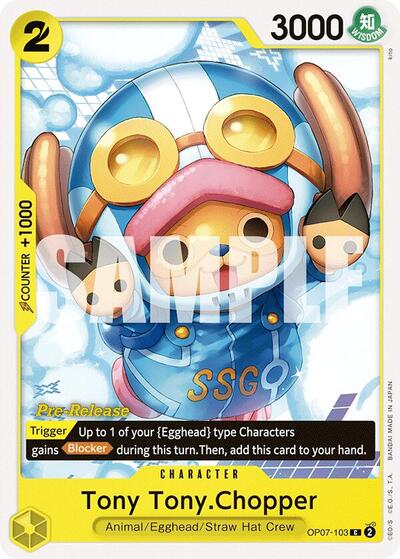 2
3000
知
WISDOM
kito
COUNTER +1000
SAMPLE
SSG
Pre-Release
Trigger Up to 1 of your {Egghead} type Characters
gains Blocker during this turn.Then, add this card to your hand.
CHARACTER
Tony Tony.Chopper
Animal/Egghead/Straw Hat Crew
OP07-103 C 2
©E.O/S. ©E.O.S., T.A. BANDAI MADE IN JAPAN